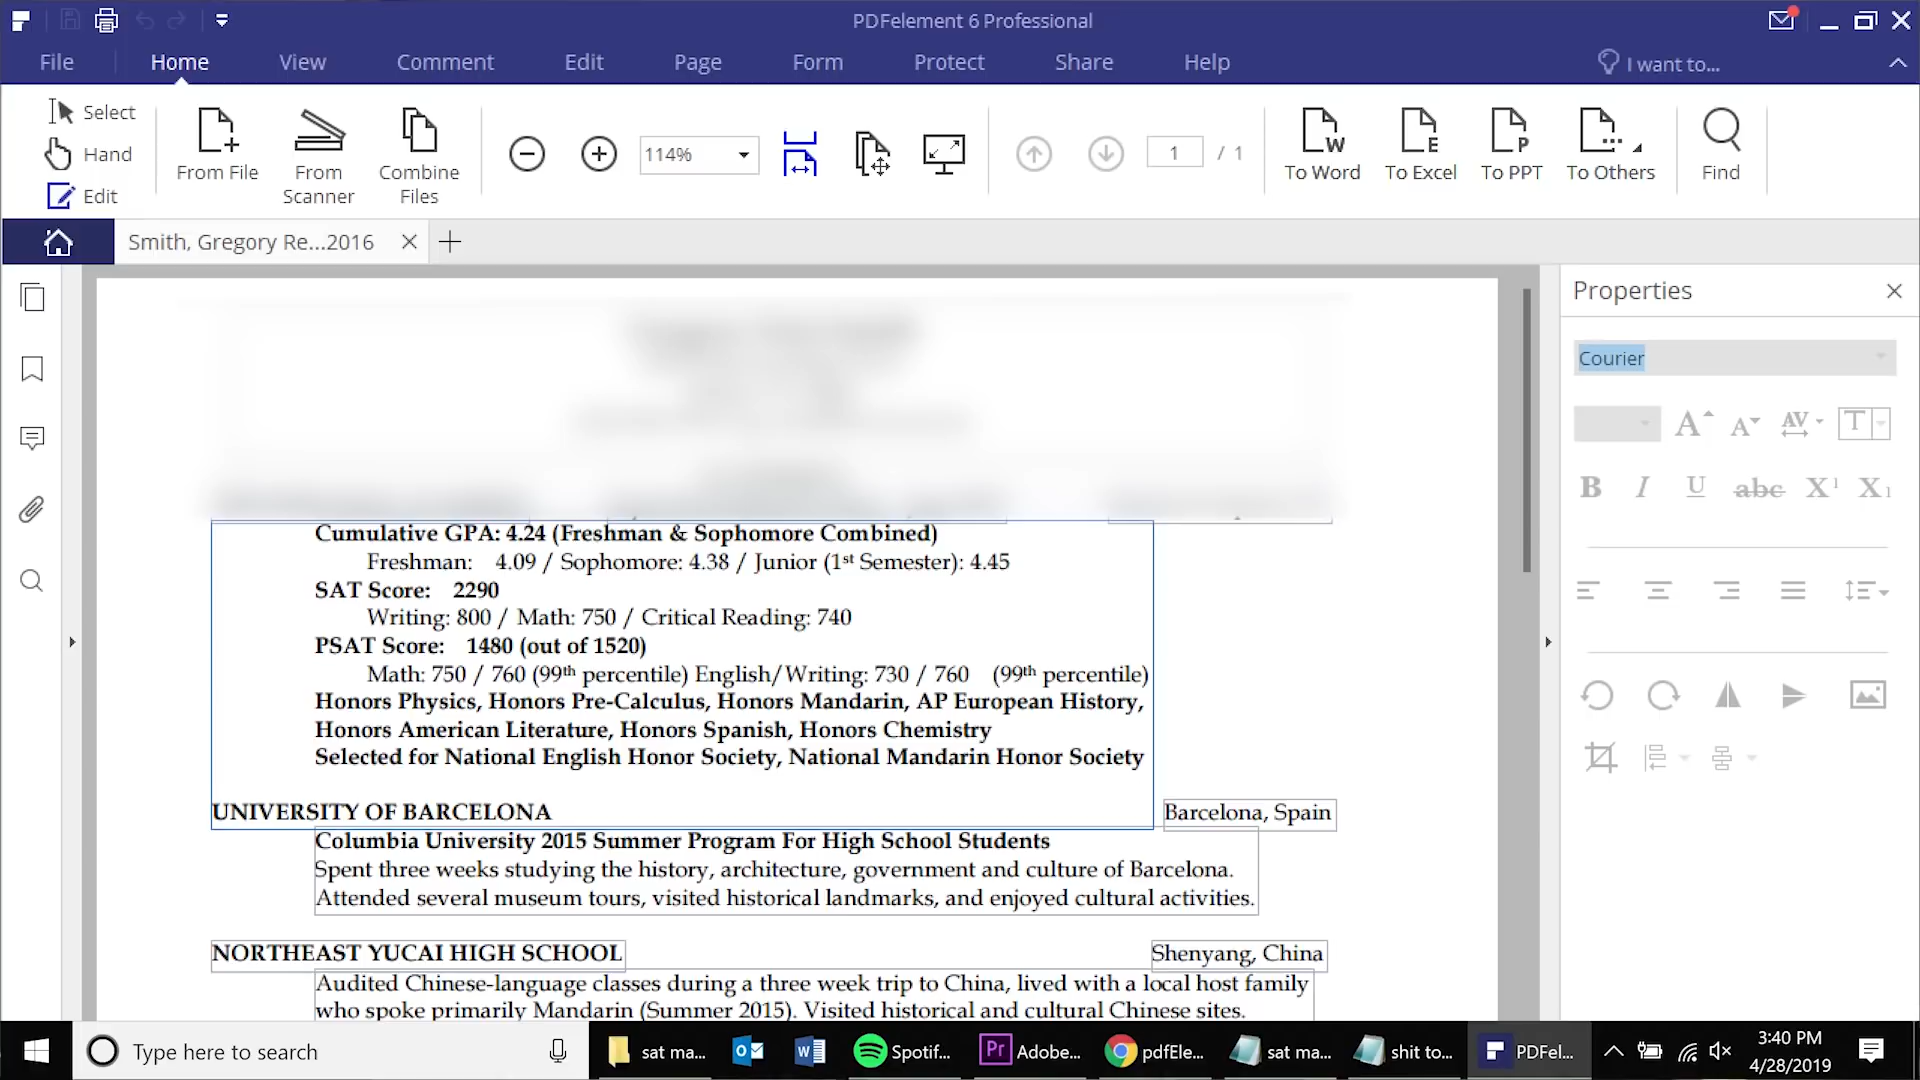 PDFelement 6 Professional
File Home View Comment Edit Page Form Protect Share Help I want to...
Select
Hand
Edit
From File
From Scanner
Combine Files
114%
1 / 1
To Word To Excel To PPT To Others Find
Smith, Gregory Re...2016
Properties
Courier
Cumulative GPA: 4.24 (Freshman & Sophomore Combined)
Freshman: 4.09 / Sophomore: 4.38 / Junior (1st Semester): 4.45
SAT Score: 2290
Writing: 800 / Math: 750 / Critical Reading: 740
PSAT Score: 1480 (out of 1520)
Math: 750 / 760 (99th percentile) English/Writing: 730 / 760 (99th percentile)
Honors Physics, Honors Pre-Calculus, Honors Mandarin, AP European History,
Honors American Literature, Honors Spanish, Honors Chemistry
Selected for National English Honor Society, National Mandarin Honor Society
UNIVERSITY OF BARCELONA Barcelona, Spain
Columbia University 2015 Summer Program For High School Students
Spent three weeks studying the history, architecture, government and culture of Barcelona.
Attended several museum tours, visited historical landmarks, and enjoyed cultural activities.
NORTHEAST YUCAI HIGH SCHOOL Shenyang, China
Audited Chinese-language classes during a three week trip to China, lived with a local host family
who spoke primarily Mandarin (Summer 2015). Visited historical and cultural Chinese sites.
Type here to search
sat ma... Spotif... Adobe... pdfEle... sat ma... shit to... PDFel...
3:40 PM
4/28/2019